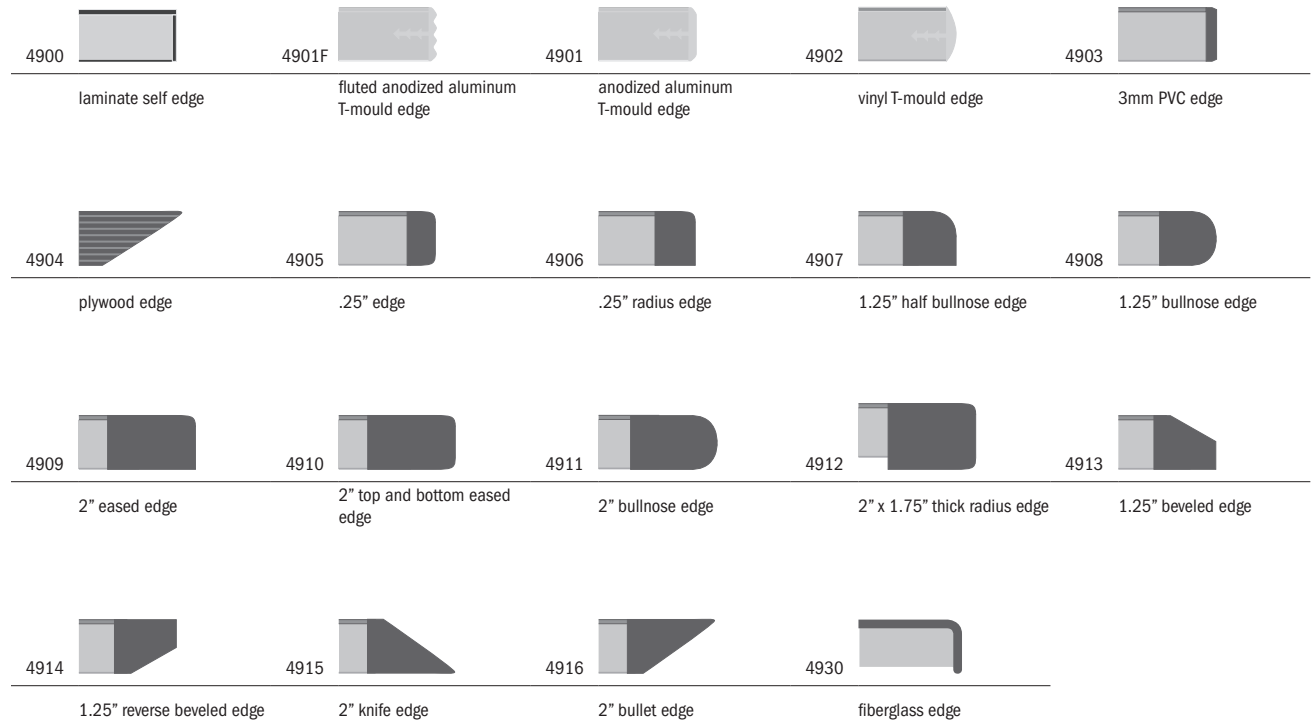 4900
laminate self edge
4901F
fluted anodized aluminum
T-mould edge
4901
anodized aluminum
T-mould edge
4902
vinyl T-mould edge
4903
3mm PVC edge
4904
plywood edge
4905
.25” edge
4906
.25” radius edge
4907
1.25” half bullnose edge
4908
1.25” bullnose edge
4909
2” eased edge
4910
2” top and bottom eased
edge
4911
2” bullnose edge
4912
2” x 1.75” thick radius edge
4913
1.25” beveled edge
4914
1.25” reverse beveled edge
4915
2” knife edge
4916
2” bullet edge
4930
fiberglass edge